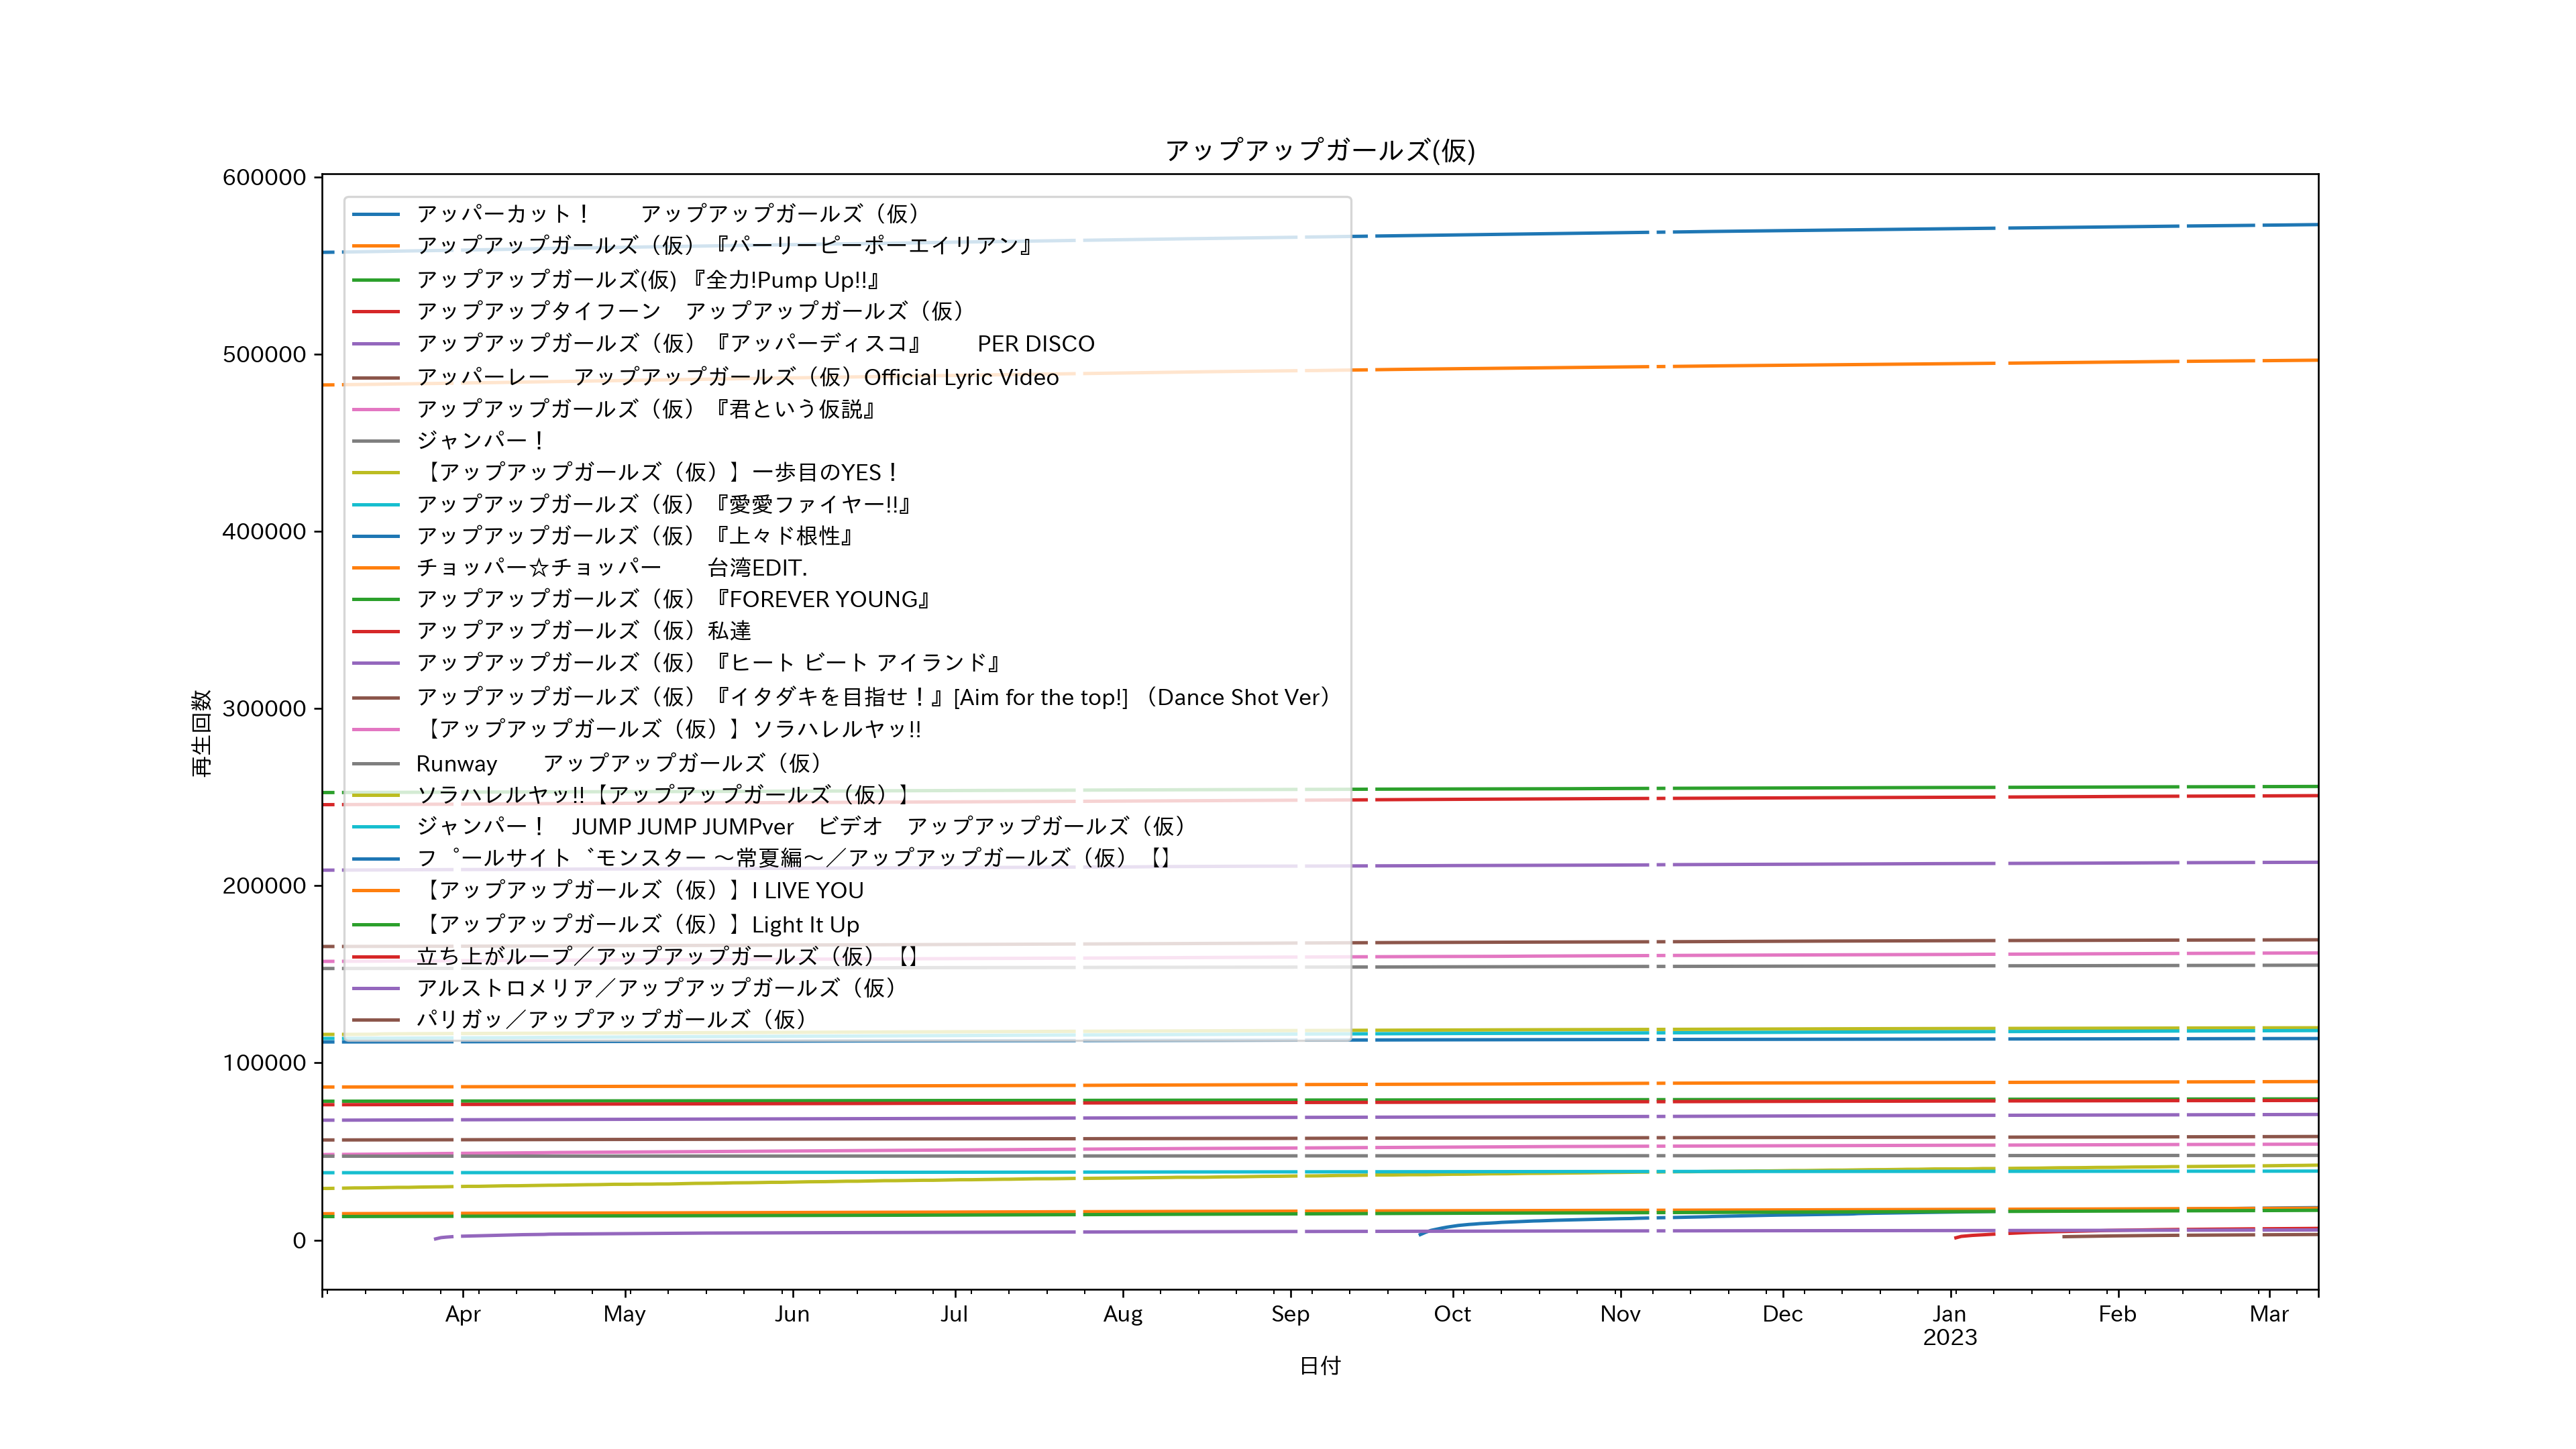 アップアップガールズ(仮)
600000
500000
400000
300000
200000
100000
0
再生回数
アッパーカット！　　アップアップガールズ（仮）
アップアップガールズ（仮）『パーリーピーポーエイリアン』
アップアップガールズ(仮) 『全力!Pump Up!!』
アップアップタイフーン　アップアップガールズ（仮）
アップアップガールズ（仮）『アッパーディスコ』　　PER DISCO
アッパーレー　アップアップガールズ（仮）Official Lyric Video
アップアップガールズ（仮）『君という仮説』
ジャンパー！
【アップアップガールズ（仮）】一歩目のYES！
アップアップガールズ（仮）『愛愛ファイヤー!!』
アップアップガールズ（仮）『上々ド根性』
チョッパー☆チョッパー　　台湾EDIT.
アップアップガールズ（仮）『FOREVER YOUNG』
アップアップガールズ（仮）私達
アップアップガールズ（仮）『ヒート ビート アイランド』
アップアップガールズ（仮）『イタダキを目指せ！』[Aim for the top!] （Dance Shot Ver）
【アップアップガールズ（仮）】ソラハレルヤッ!!
Runway　　アップアップガールズ（仮）
ソラハレルヤッ!!【アップアップガールズ（仮）】
ジャンパー！　JUMP JUMP JUMPver　ビデオ　アップアップガールズ（仮）
フ゜ールサイト゛モンスター ～常夏編～／アップアップガールズ（仮）【】
【アップアップガールズ（仮）】I LIVE YOU
【アップアップガールズ（仮）】Light It Up
立ち上がループ／アップアップガールズ（仮）【】
アルストロメリア／アップアップガールズ（仮）
パリガッ／アップアップガールズ（仮）
Apr May Jun Jul Aug Sep Oct Nov Dec Jan Feb Mar
2023
日付